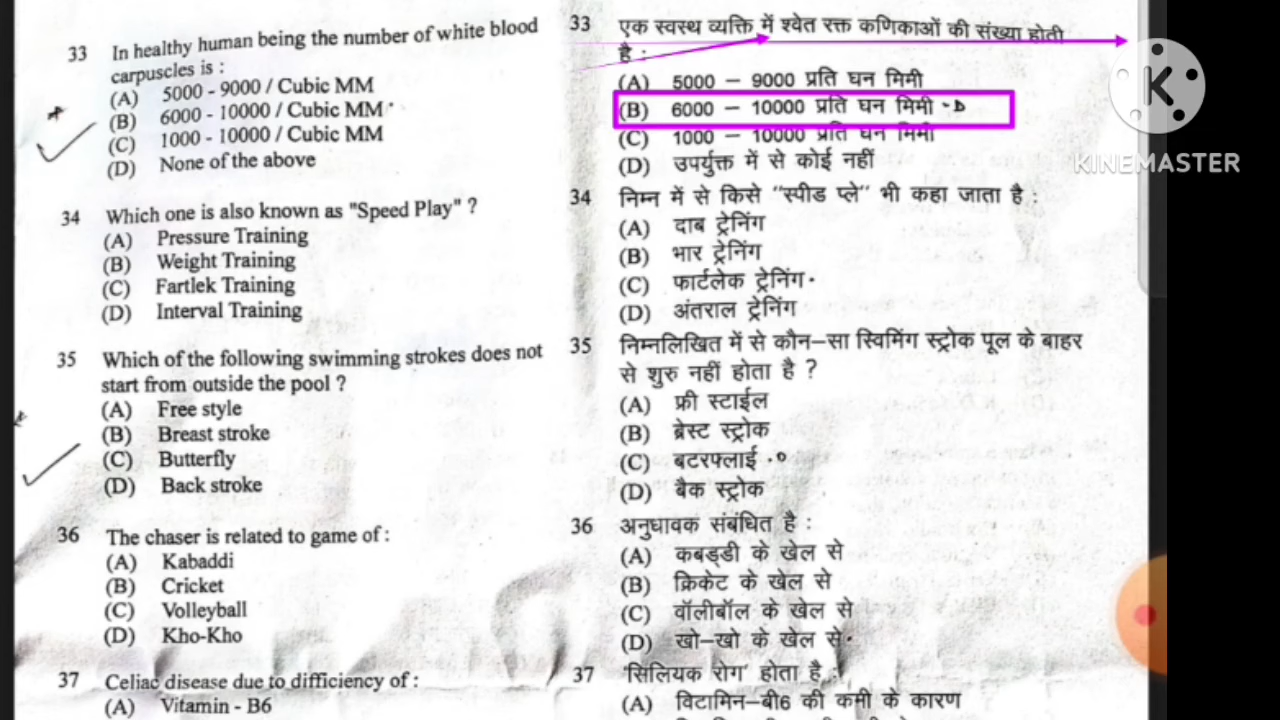 33 In healthy human being the number of white blood
carpuscles is :
(A) 5000 - 9000 / Cubic MM
(B) 6000 - 10000 / Cubic MM
(C) 1000 - 10000 / Cubic MM
(D) None of the above
34 Which one is also known as "Speed Play" ?
(A) Pressure Training
(B) Weight Training
(C) Fartlek Training
(D) Interval Training
35 Which of the following swimming strokes does not
start from outside the pool ?
(A) Free style
(B) Breast stroke
(C) Butterfly
(D) Back stroke
36 The chaser is related to game of :
(A) Kabaddi
(B) Cricket
(C) Volleyball
(D) Kho-Kho
37 Celiac disease due to difficiency of :
(A) Vitamin - B6
33 एक स्वस्थ व्यक्ति में श्वेत रक्त कणिकाओं की संख्या होती
है :
(A) 5000 – 9000 प्रति घन मिमी
(B) 6000 – 10000 प्रति घन मिमी
(C) 1000 – 10000 प्रति घन मिमी
(D) उपर्युक्त में से कोई नहीं
34 निम्न में से किसे "स्पीड प्ले" भी कहा जाता है :
(A) दाब ट्रेनिंग
(B) भार ट्रेनिंग
(C) फार्टलेक ट्रेनिंग
(D) अंतराल ट्रेनिंग
35 निम्नलिखित में से कौन–सा स्विमिंग स्ट्रोक पूल के बाहर
से शुरु नहीं होता है ?
(A) फ्री स्टाईल
(B) ब्रेस्ट स्ट्रोक
(C) बटरफ्लाई
(D) बैक स्ट्रोक
36 अनुधावक संबंधित है :
(A) कबड्डी के खेल से
(B) क्रिकेट के खेल से
(C) वॉलीबॉल के खेल से
(D) खो–खो के खेल से
37 'सिलियक रोग' होता है :
(A) विटामिन–बी6 की कमी के कारण
K
KINEMASTER